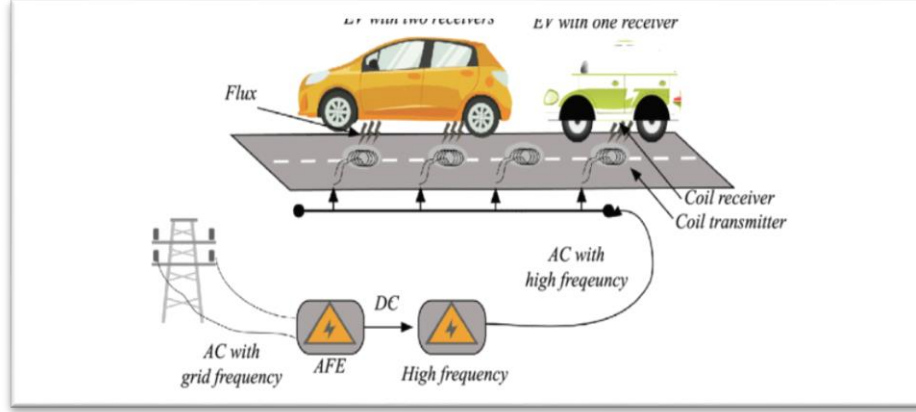 EV with two receivers
EV with one receiver
Flux
Coil receiver
Coil transmitter
AC with
high freqeuncy
DC
AC with
grid frequency
AFE
High frequency